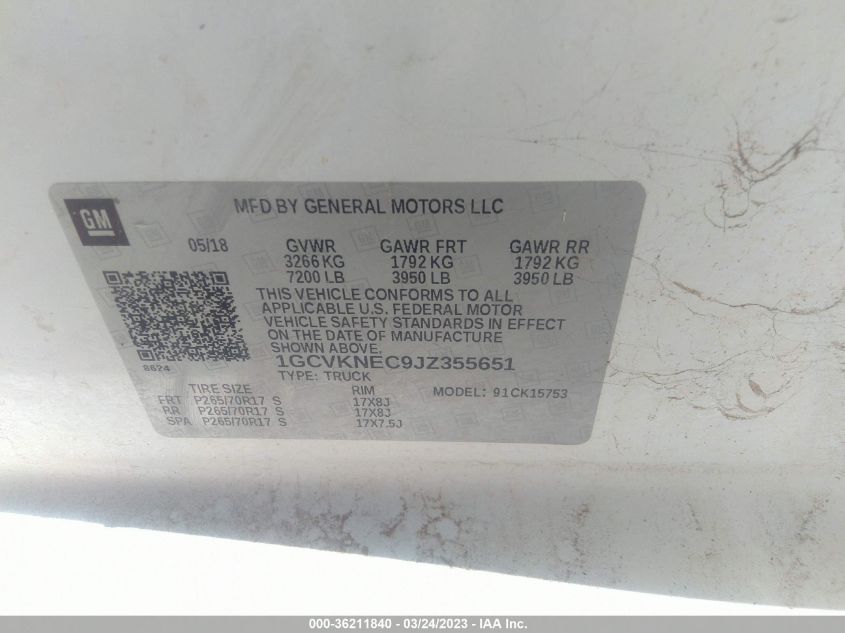 GM
MFD BY GENERAL MOTORS LLC
05/18 GVWR GAWR FRT GAWR RR
3266 KG 1792 KG 1792 KG
7200 LB 3950 LB 3950 LB
THIS VEHICLE CONFORMS TO ALL
APPLICABLE U.S. FEDERAL MOTOR
VEHICLE SAFETY STANDARDS IN EFFECT
ON THE DATE OF MANUFACTURE
SHOWN ABOVE.
8624
1GCVKNEC9JZ355651
TYPE: TRUCK
MODEL: 91CK15753
TIRE SIZE RIM
FRT P265/70R17 S 17X8J
RR P265/70R17 S 17X8J
SPA P265/70R17 S 17X7.5J
000-36211840 - 03/24/2023 - IAA Inc.